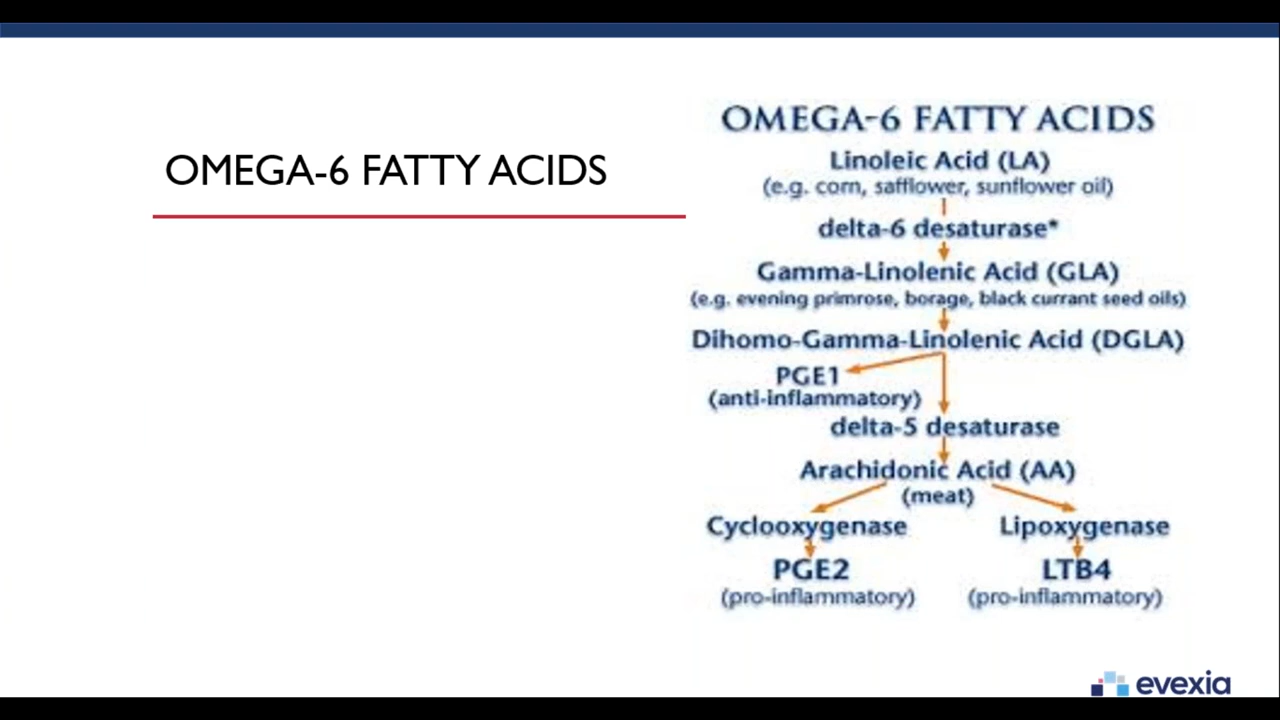 OMEGA-6 FATTY ACIDS
OMEGA-6 FATTY ACIDS
Linoleic Acid (LA)
(e.g. corn, safflower, sunflower oil)
delta-6 desaturase*
Gamma-Linolenic Acid (GLA)
(e.g. evening primrose, borage, black currant seed oils)
Dihomo-Gamma-Linolenic Acid (DGLA)
PGE1
(anti-inflammatory)
delta-5 desaturase
Arachidonic Acid (AA)
(meat)
Cyclooxygenase
Lipoxygenase
PGE2
LTB4
(pro-inflammatory)
(pro-inflammatory)
evexia